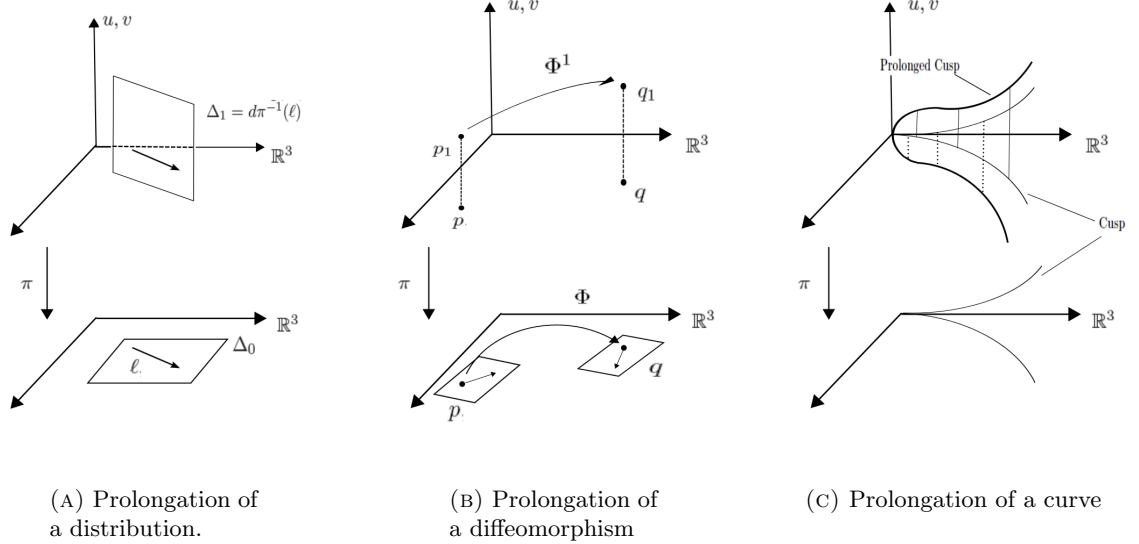 u, v
Δ₁ = dπ⁻¹(ℓ)
ℝ³
π
ℝ³
Δ₀
ℓ
(A) Prolongation of
a distribution.
u, v
Φ¹
q₁
p₁
ℝ³
q
p
π
Φ
ℝ³
q
p
(B) Prolongation of
a diffeomorphism
u, v
Prolonged Cusp
ℝ³
Cusp
π
ℝ³
(C) Prolongation of a curve